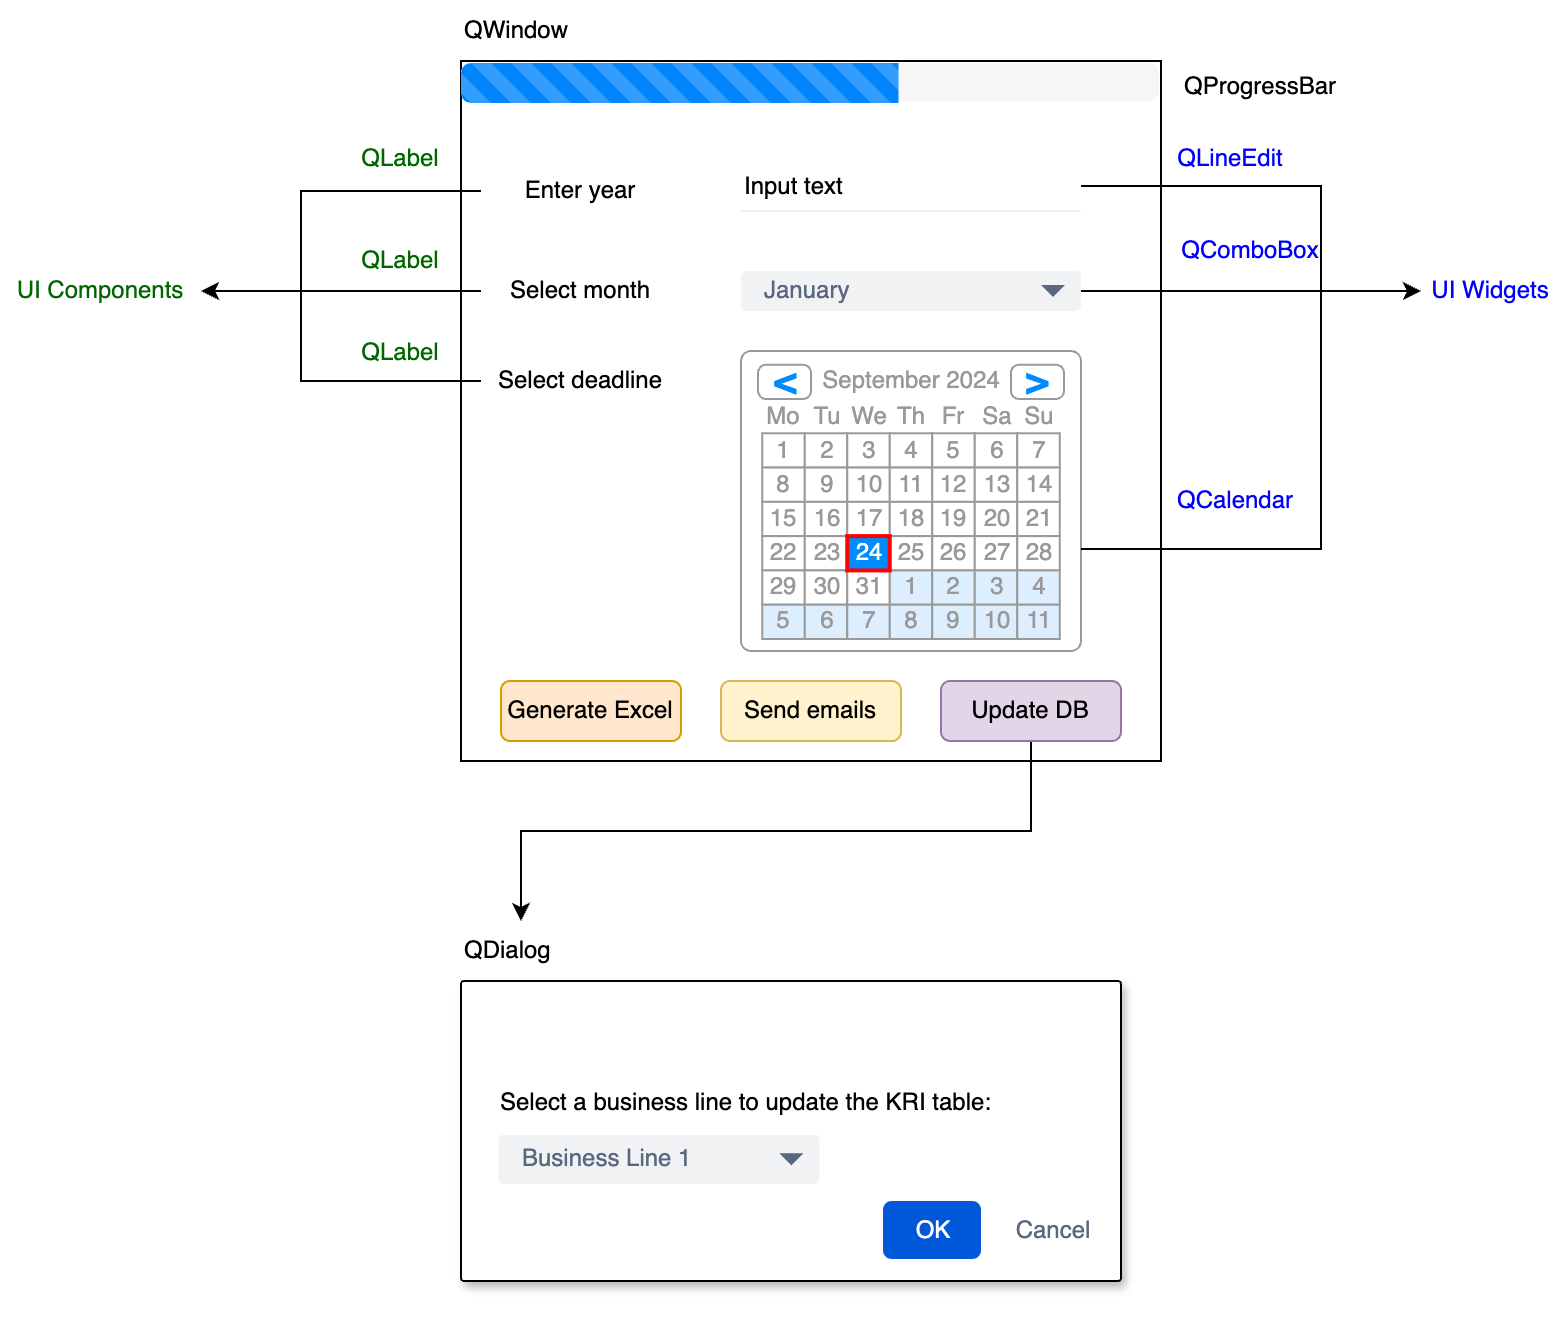 QWindow
QProgressBar
QLabel
QLineEdit
Enter year
Input text
QLabel
QComboBox
UI Components
Select month
January
UI Widgets
QLabel
Select deadline
< September 2024 >
Mo Tu We Th Fr Sa Su
1 2 3 4 5 6 7
8 9 10 11 12 13 14
QCalendar
15 16 17 18 19 20 21
22 23 24 25 26 27 28
29 30 31 1 2 3 4
5 6 7 8 9 10 11
Generate Excel
Send emails
Update DB
QDialog
Select a business line to update the KRI table:
Business Line 1
OK
Cancel